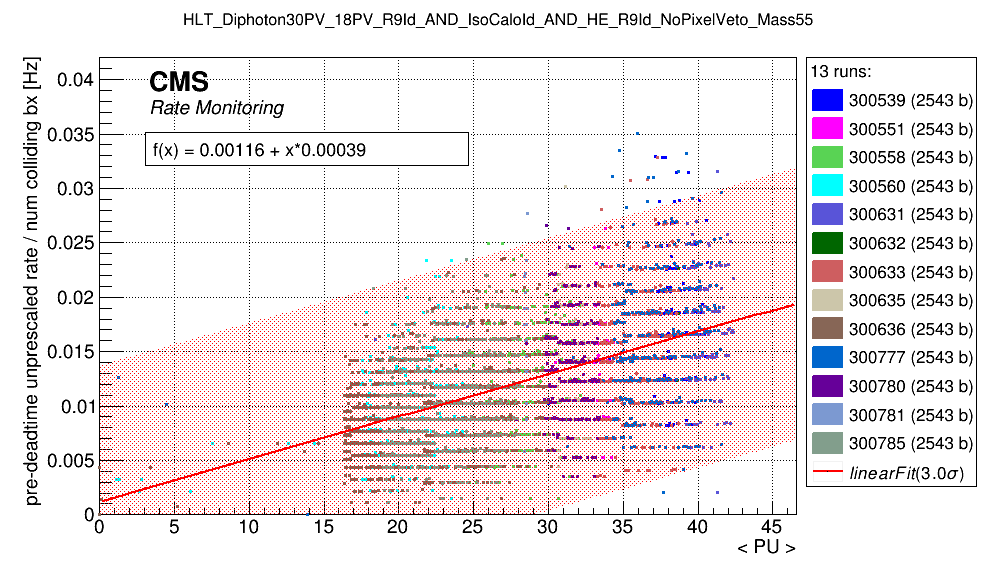 HLT_Diphoton30PV_18PV_R9Id_AND_IsoCaloId_AND_HE_R9Id_NoPixelVeto_Mass55
pre-deadtime unprescaled rate / num colliding bx [Hz]
0.04
0.035
0.03
0.025
0.02
0.015
0.01
0.005
0
CMS
Rate Monitoring
f(x) = 0.00116 + x*0.00039
0 5 10 15 20 25 30 35 40 45
< PU >
13 runs:
300539 (2543 b)
300551 (2543 b)
300558 (2543 b)
300560 (2543 b)
300631 (2543 b)
300632 (2543 b)
300633 (2543 b)
300635 (2543 b)
300636 (2543 b)
300777 (2543 b)
300780 (2543 b)
300781 (2543 b)
300785 (2543 b)
linearFit(3.0σ)